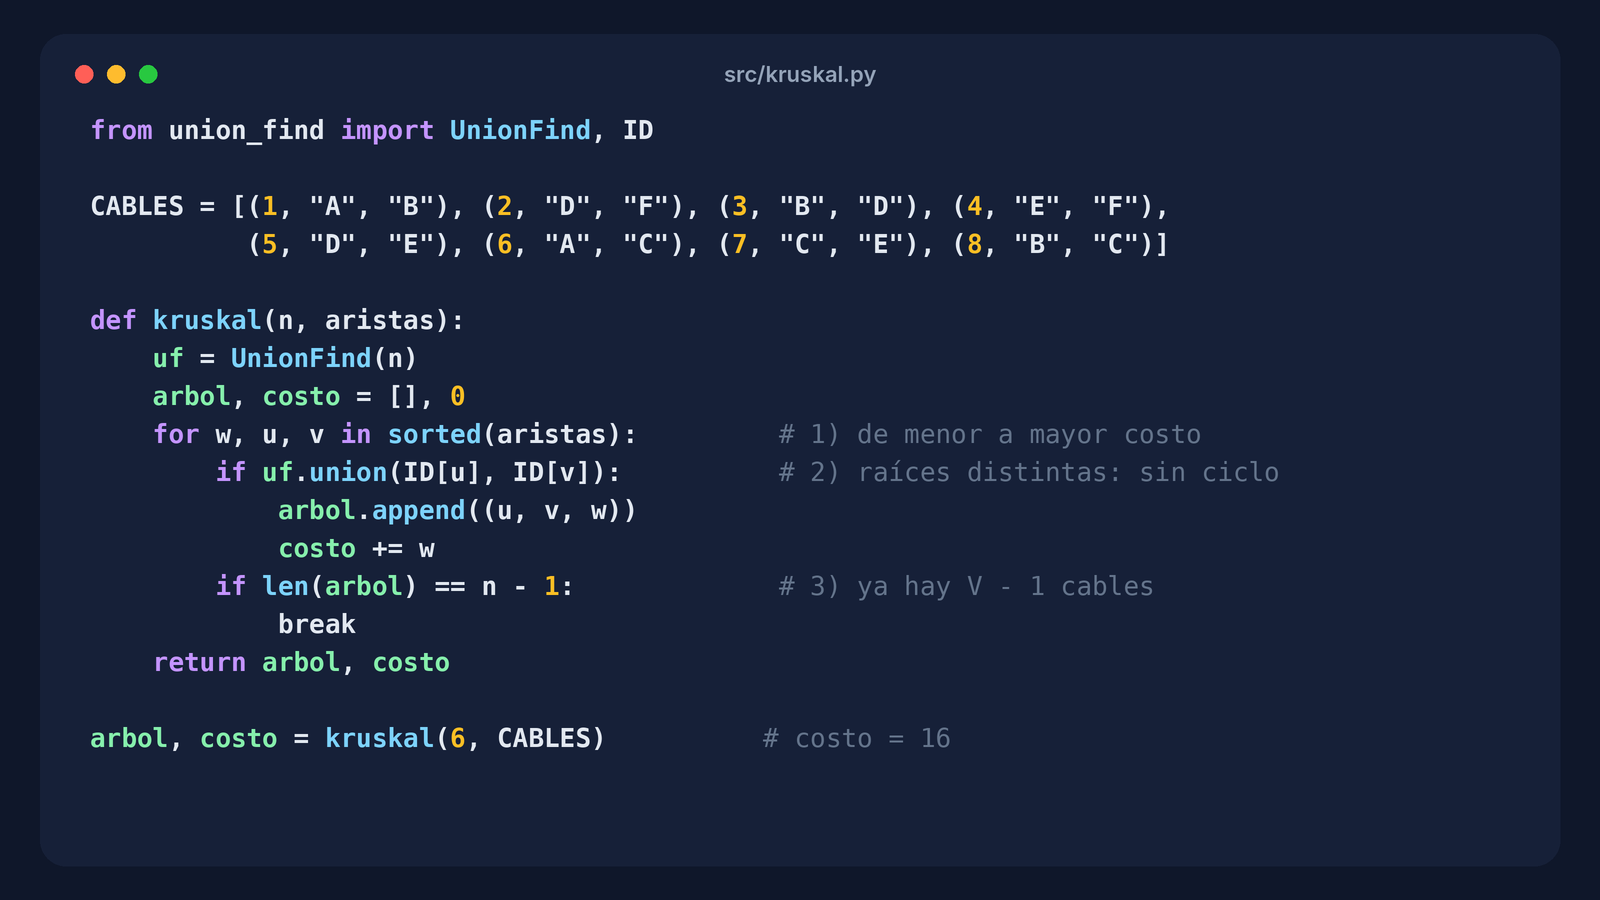 src/kruskal.py
from union_find import UnionFind, ID
CABLES = [(1, "A", "B"), (2, "D", "F"), (3, "B", "D"), (4, "E", "F"),
          (5, "D", "E"), (6, "A", "C"), (7, "C", "E"), (8, "B", "C")]
def kruskal(n, aristas):
    uf = UnionFind(n)
    arbol, costo = [], 0
    for w, u, v in sorted(aristas):         # 1) de menor a mayor costo
        if uf.union(ID[u], ID[v]):          # 2) raíces distintas: sin ciclo
            arbol.append((u, v, w))
            costo += w
        if len(arbol) == n - 1:             # 3) ya hay V - 1 cables
            break
    return arbol, costo
arbol, costo = kruskal(6, CABLES)          # costo = 16